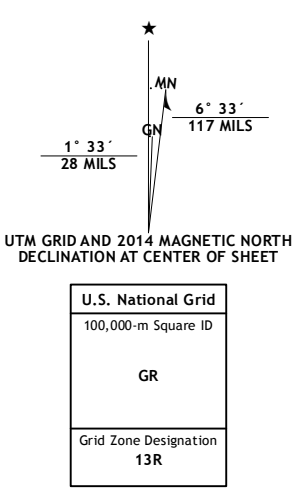 ★
MN
6° 33´
117 MILS
GN
1° 33´
28 MILS
UTM GRID AND 2014 MAGNETIC NORTH
DECLINATION AT CENTER OF SHEET
U.S. National Grid
100,000-m Square ID
GR
Grid Zone Designation
13R